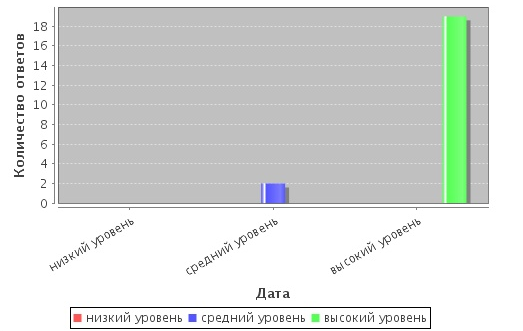 Количество ответов
18
16
14
12
10
8
6
4
2
0
низкий уровень
средний уровень
высокий уровень
Дата
низкий уровень средний уровень высокий уровень